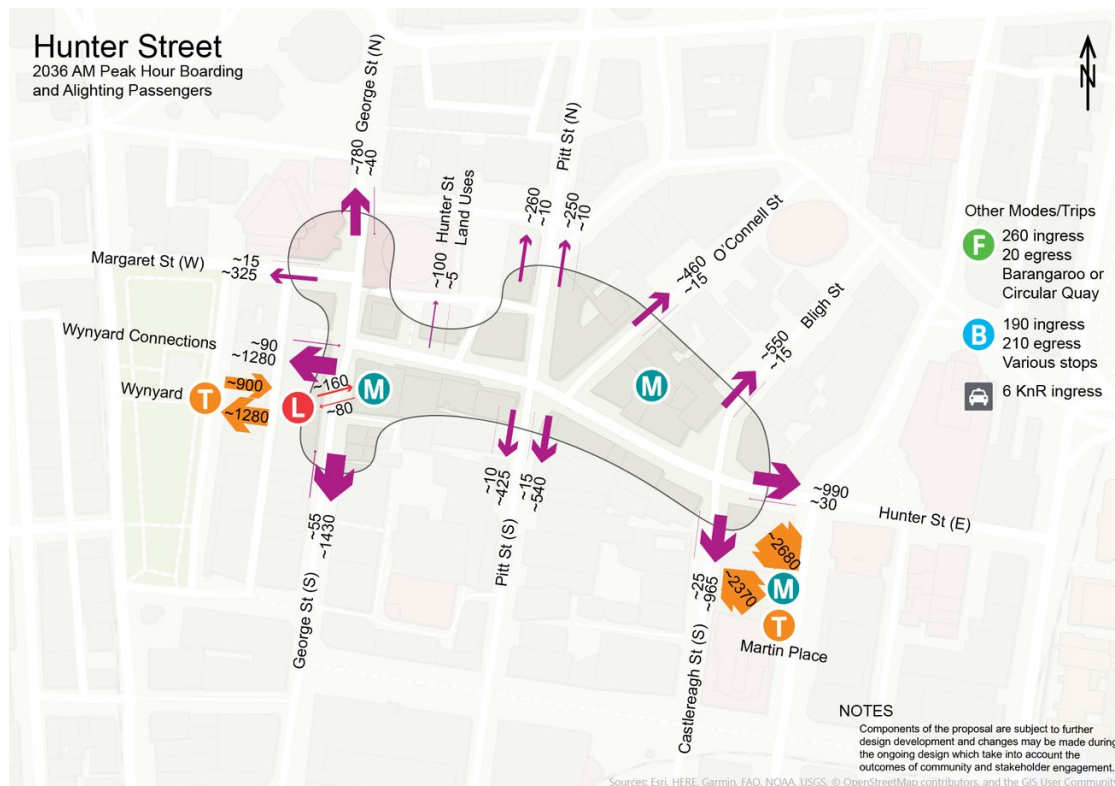 Hunter Street
2036 AM Peak Hour Boarding
and Alighting Passengers
N
George St (N)
~780
~40
Hunter St
Land Uses
~100
~5
Pitt St (N)
~260
~10
~250
~10
O'Connell St
~460
~15
Bligh St
~550
~15
Margaret St (W)
~15
~325
Wynyard Connections
~90
~1280
Wynyard
T
~900
~1280
L
~160
~80
M
M
~55
~1430
George St (S)
~10
~425
~15
~540
Pitt St (S)
~25
~965
Castlereagh St (S)
~990
~30
Hunter St (E)
~2680
~2370
M
T
Martin Place
Other Modes/Trips
F
260 ingress
20 egress
Barangaroo or
Circular Quay
B
190 ingress
210 egress
Various stops
6 KnR ingress
NOTES
Components of the proposal are subject to further
design development and changes may be made during
the ongoing design which take into account the
outcomes of community and stakeholder engagement.
Sources: Esri, HERE, Garmin, FAO, NOAA, USGS, © OpenStreetMap contributors, and the GIS User Community